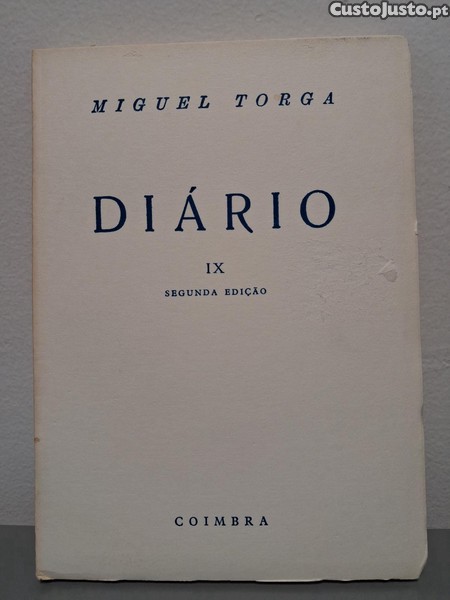 CustoJusto.pt
MIGUEL TORGA
DIÁRIO
IX
SEGUNDA EDIÇÃO
COIMBRA